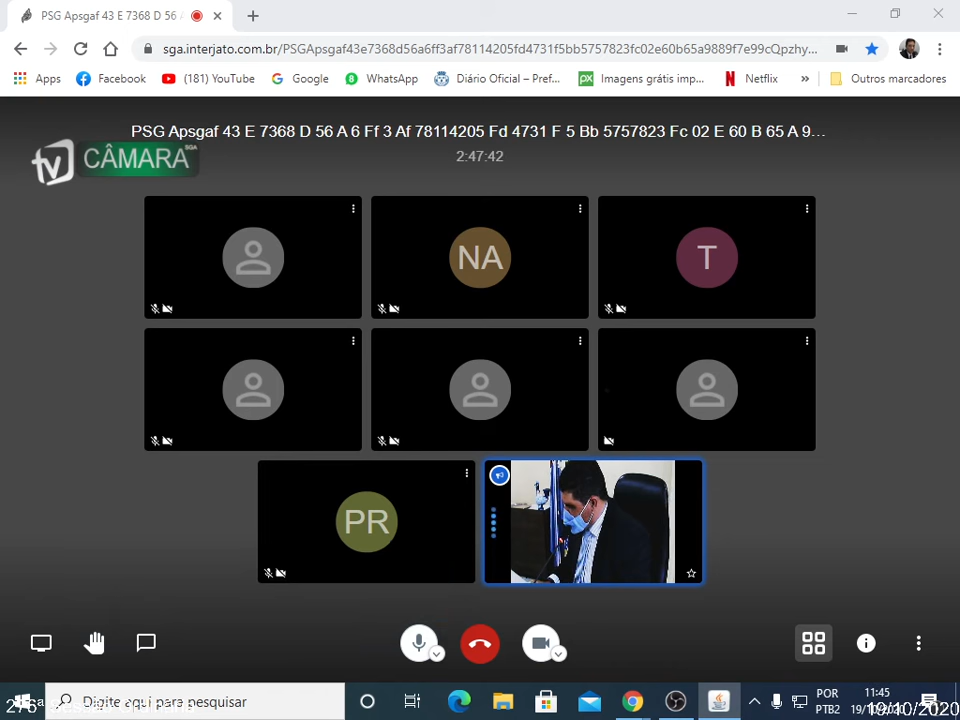 PSG Apsgaf 43 E 7368 D 56 A
sga.interjato.com.br/PSGApsgaf43e7368d56a6ff3af78114205fd4731f5bb5757823fc02e60b65a9889f7e99cQpzhy...
Apps Facebook (181) YouTube Google WhatsApp Diário Oficial – Pref... Imagens grátis imp... Netflix » Outros marcadores
PSG Apsgaf 43 E 7368 D 56 A 6 Ff 3 Af 78114205 Fd 4731 F 5 Bb 5757823 Fc 02 E 60 B 65 A 9...
2:47:42
tv CÂMARA SGA
NA
T
PR
Digite aqui para pesquisar
POR
PTB2
11:45
19/10/2020